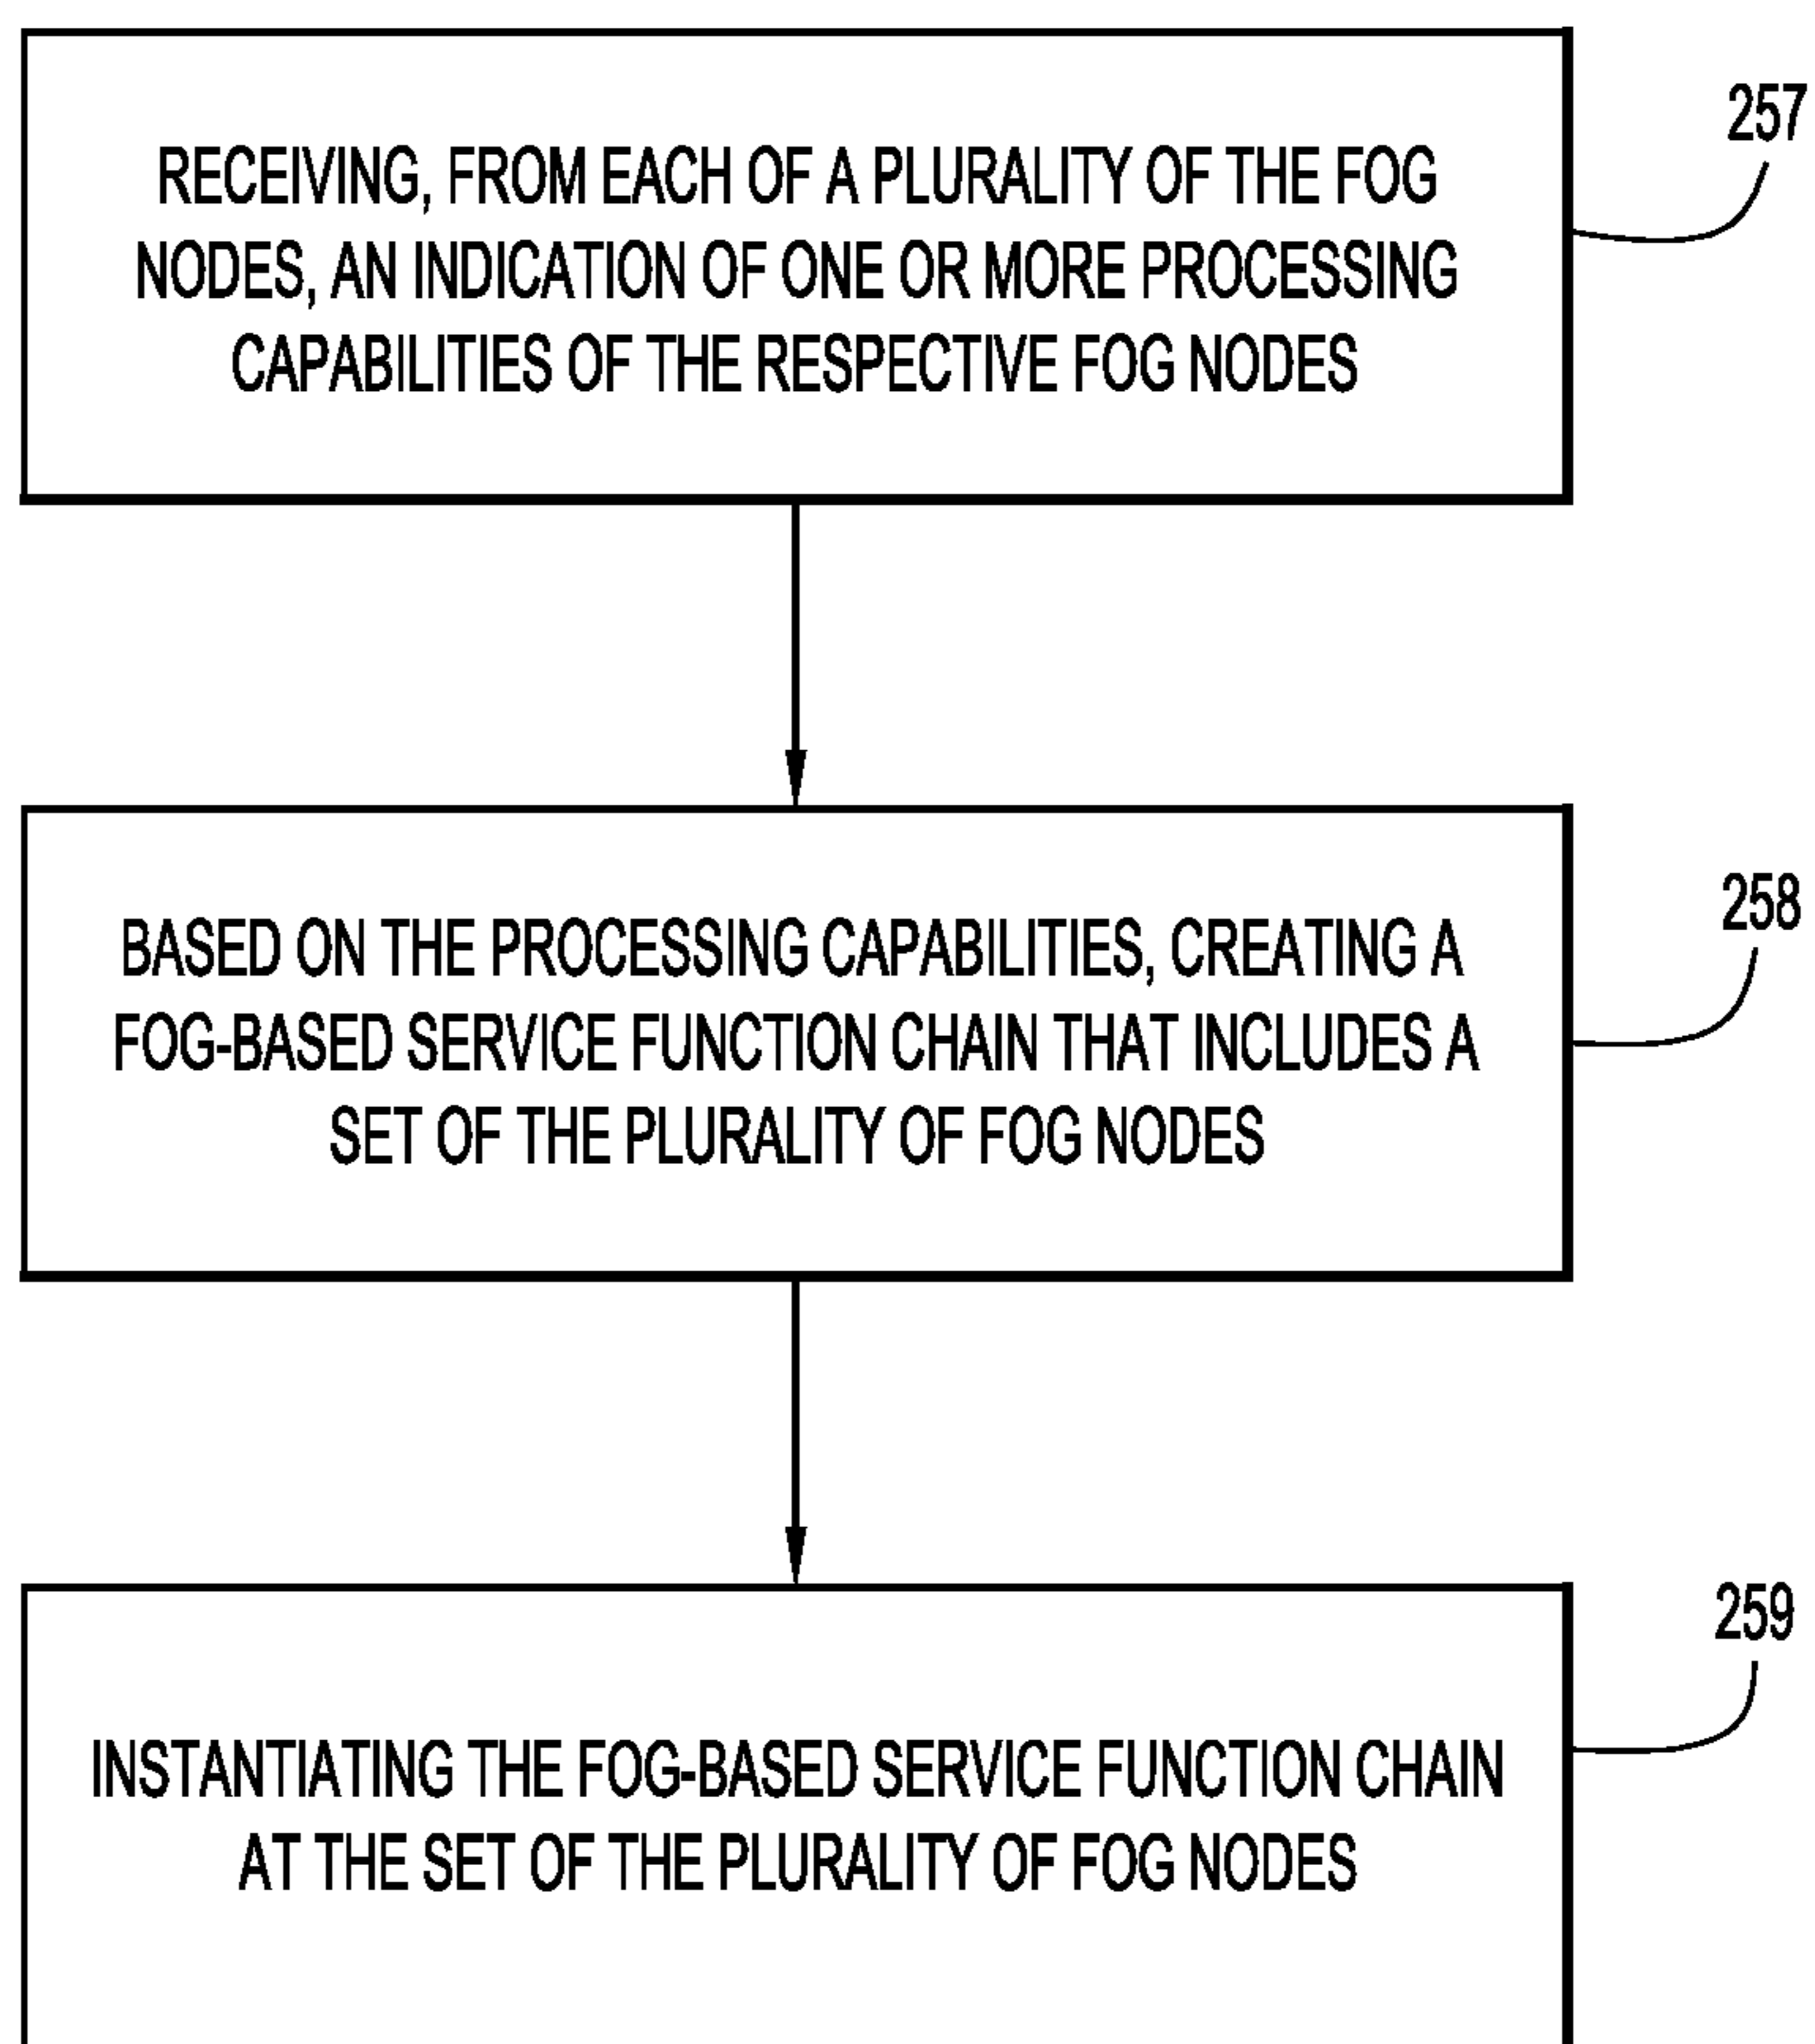 RECEIVING, FROM EACH OF A PLURALITY OF THE FOG
NODES, AN INDICATION OF ONE OR MORE PROCESSING
CAPABILITIES OF THE RESPECTIVE FOG NODES
257
BASED ON THE PROCESSING CAPABILITIES, CREATING A
FOG-BASED SERVICE FUNCTION CHAIN THAT INCLUDES A
SET OF THE PLURALITY OF FOG NODES
258
INSTANTIATING THE FOG-BASED SERVICE FUNCTION CHAIN
AT THE SET OF THE PLURALITY OF FOG NODES
259